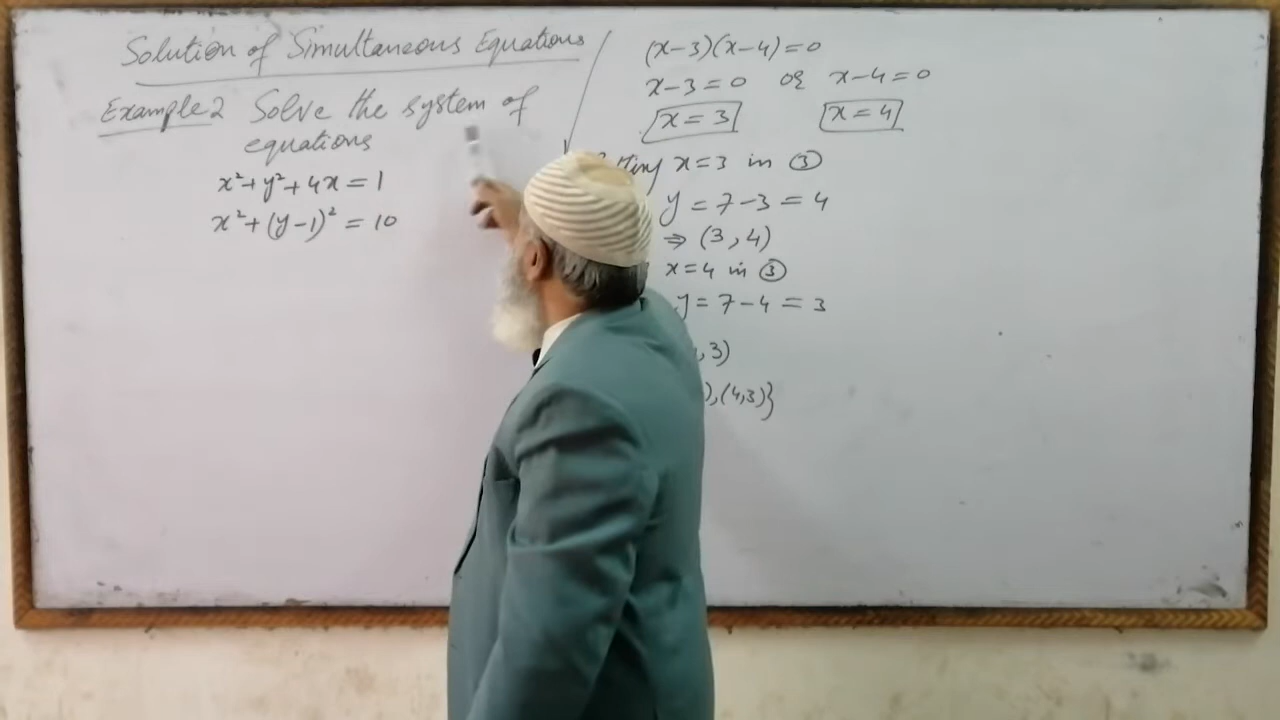 Solution of Simultaneous Equations
Example 2 Solve the system of
equations
x²+y²+4x=1
x²+(y-1)²=10
(x-3)(x-4)=0
x-3=0 or x-4=0
x=3 x=4
x=3 in ③
y=7-3=4
⇒ (3,4)
x=4 in ③
y=7-4=3
,3)
),(4,3)}